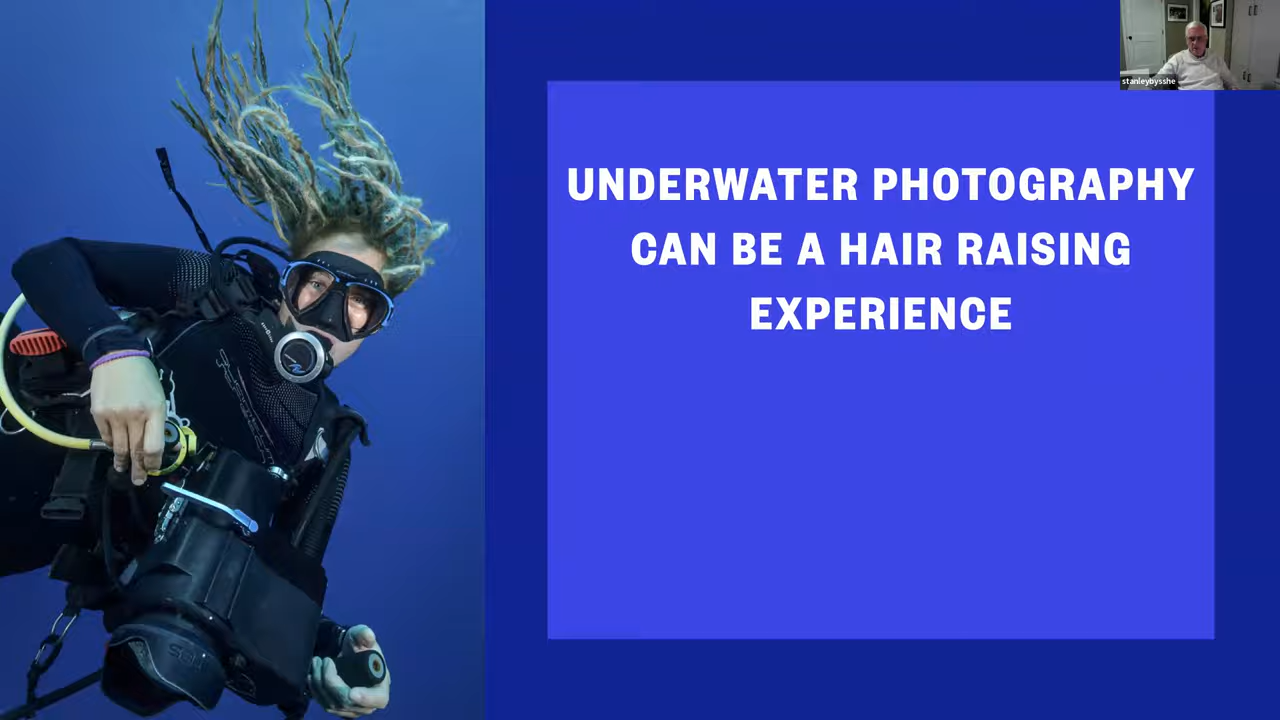 stanleybysshe
UNDERWATER PHOTOGRAPHY
CAN BE A HAIR RAISING
EXPERIENCE